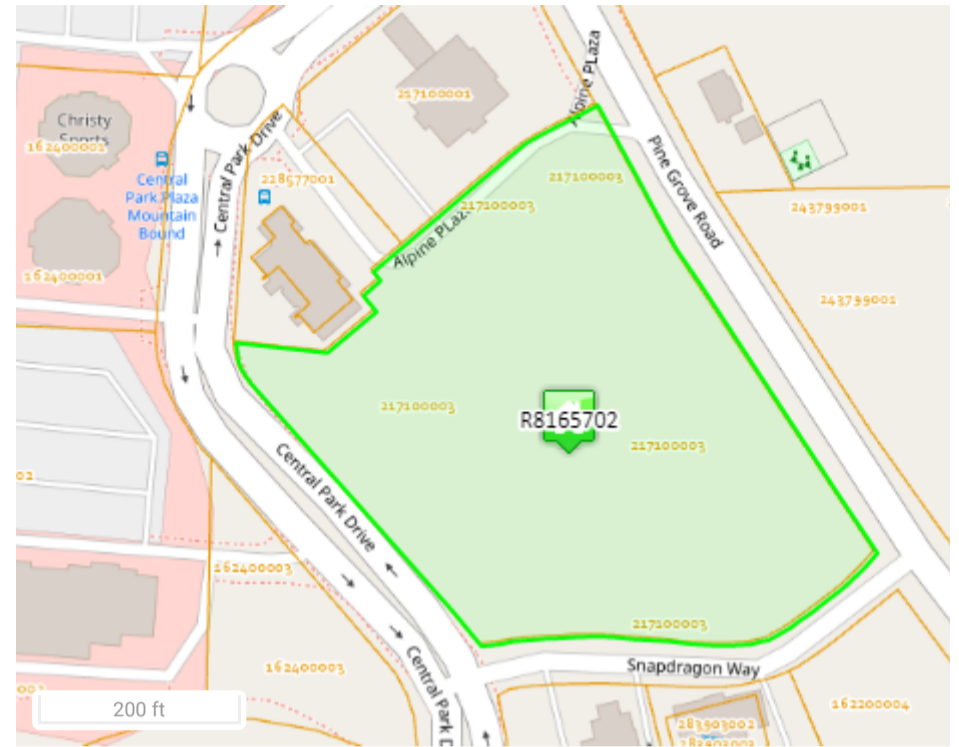 Alpine PLaza
Christy
Sports
162400001
Central
Park Plaza
Mountain
Bound
Central Park Drive
217100001
228577001
217100003
217100003
Alpine PLaza
Pine Grove Road
243799001
243799001
162400001
217100003
R8165702
217100003
02
Central Park Drive
162400003
217100003
162400003
Snapdragon Way
Central Park D
200 ft
283903002
283903002
162200004